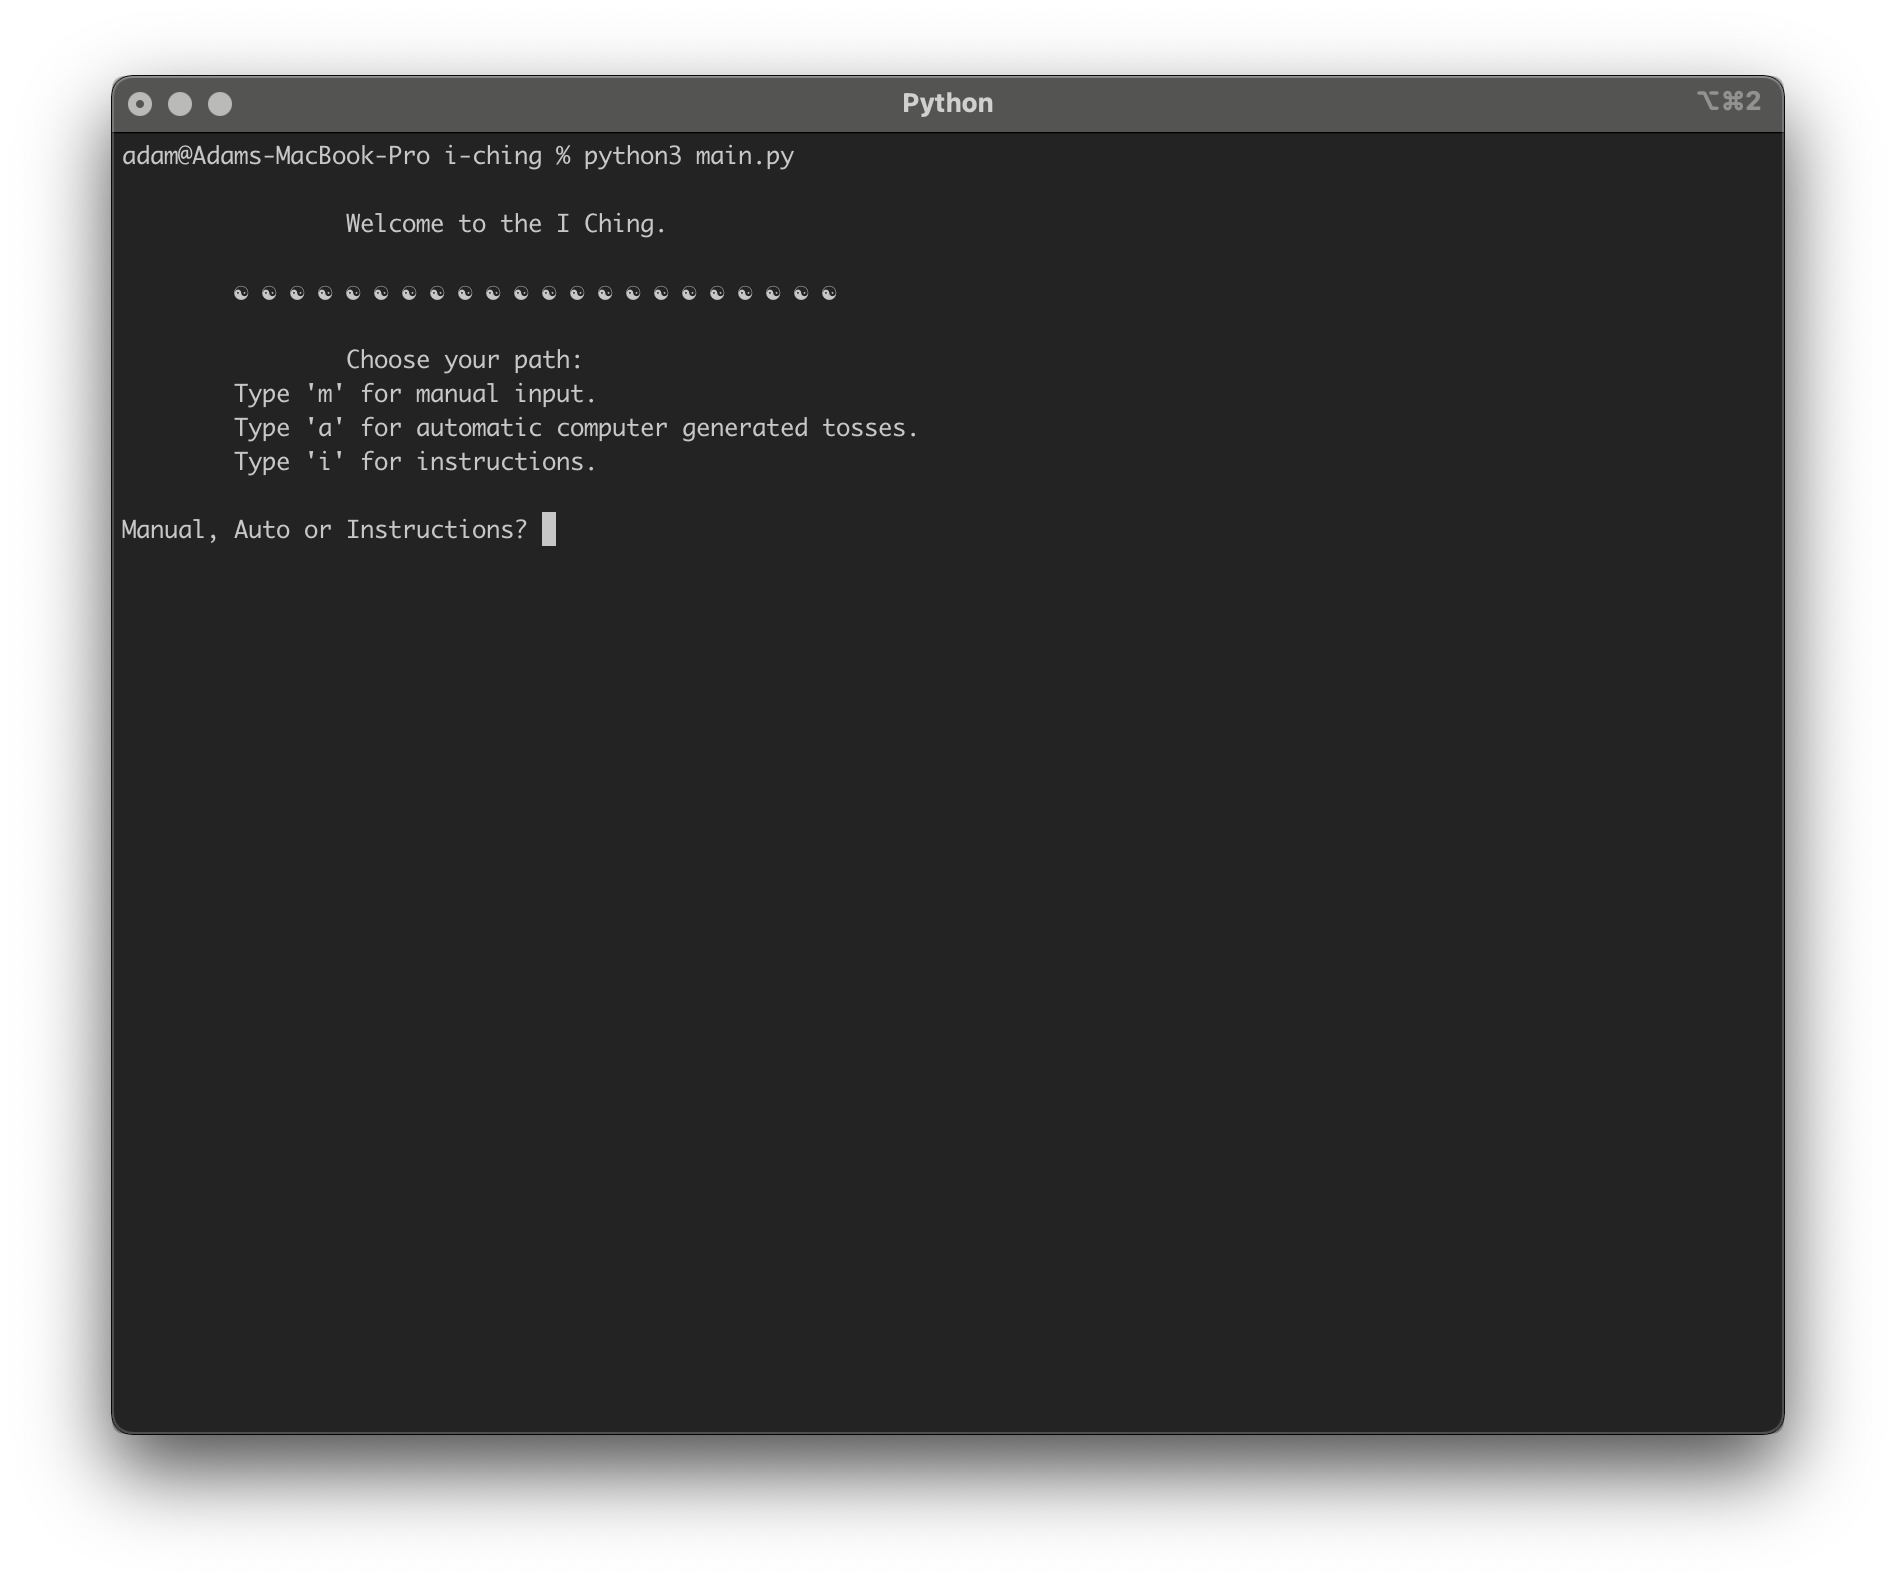 Python
⌥⌘2
adam@Adams-MacBook-Pro i-ching % python3 main.py
Welcome to the I Ching.
☯ ☯ ☯ ☯ ☯ ☯ ☯ ☯ ☯ ☯ ☯ ☯ ☯ ☯ ☯ ☯ ☯ ☯ ☯ ☯ ☯ ☯
Choose your path:
Type 'm' for manual input.
Type 'a' for automatic computer generated tosses.
Type 'i' for instructions.
Manual, Auto or Instructions?